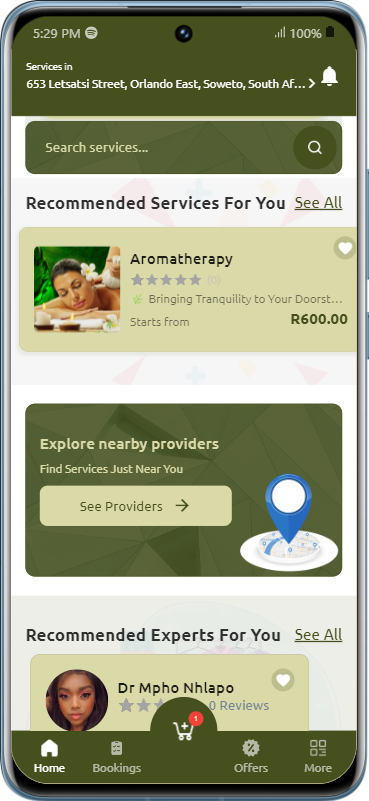 5:29 PM 100%
Services in
653 Letsatsi Street, Orlando East, Soweto, South Af...
Search services...
Recommended Services For You See All
Aromatherapy
(0)
Bringing Tranquility to Your Doorst...
Starts from R600.00
Explore nearby providers
Find Services Just Near You
See Providers
Recommended Experts For You See All
Dr Mpho Nhlapo
0 Reviews
1
Home Bookings Offers More